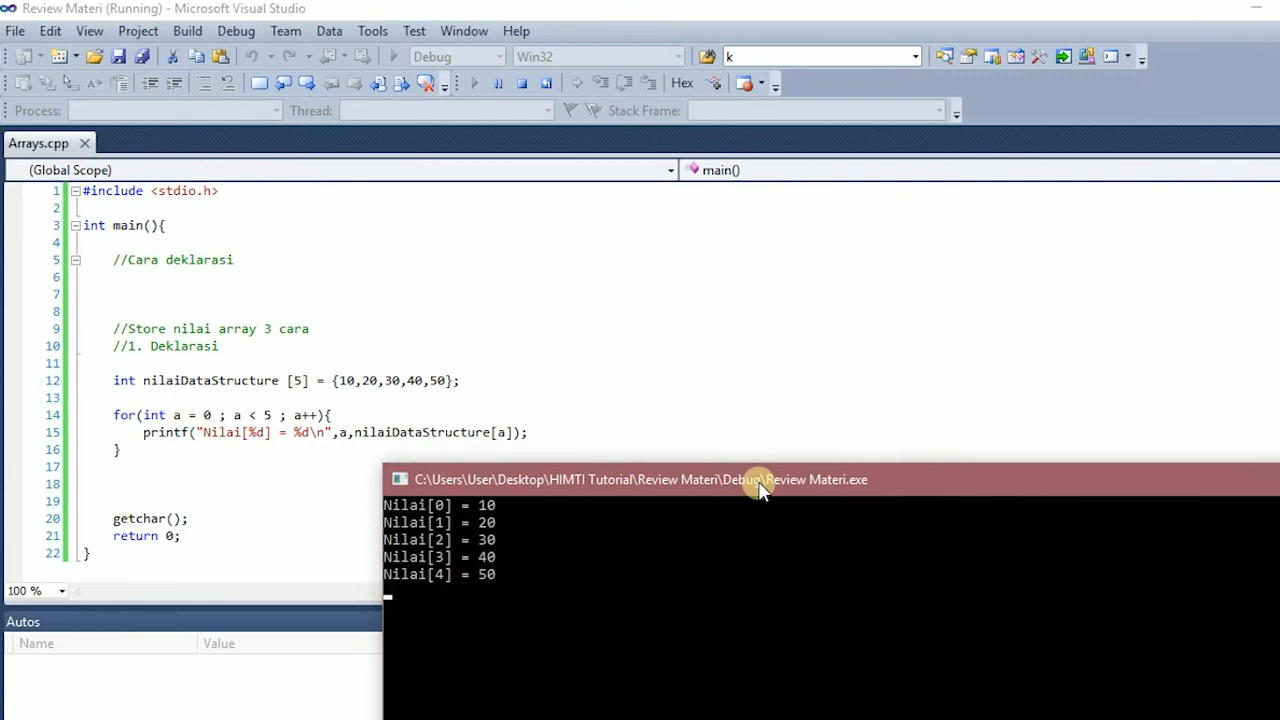 Review Materi (Running) - Microsoft Visual Studio
File Edit View Project Build Debug Team Data Tools Test Window Help
Debug Win32 k
Hex
Process: Thread: Stack Frame:
Arrays.cpp
(Global Scope) main()
1 #include <stdio.h>
2
3 int main(){
4
5 //Cara deklarasi
6
7
8
9 //Store nilai array 3 cara
10 //1. Deklarasi
11
12 int nilaiDataStructure [5] = {10,20,30,40,50};
13
14 for(int a = 0 ; a < 5 ; a++){
15 printf("Nilai[%d] = %d\n",a,nilaiDataStructure[a]);
16 }
17
18
19
20 getchar();
21 return 0;
22 }
100 %
Autos
Name Value
C:\Users\User\Desktop\HIMTI Tutorial\Review Materi\Debug\Review Materi.exe
Nilai[0] = 10
Nilai[1] = 20
Nilai[2] = 30
Nilai[3] = 40
Nilai[4] = 50